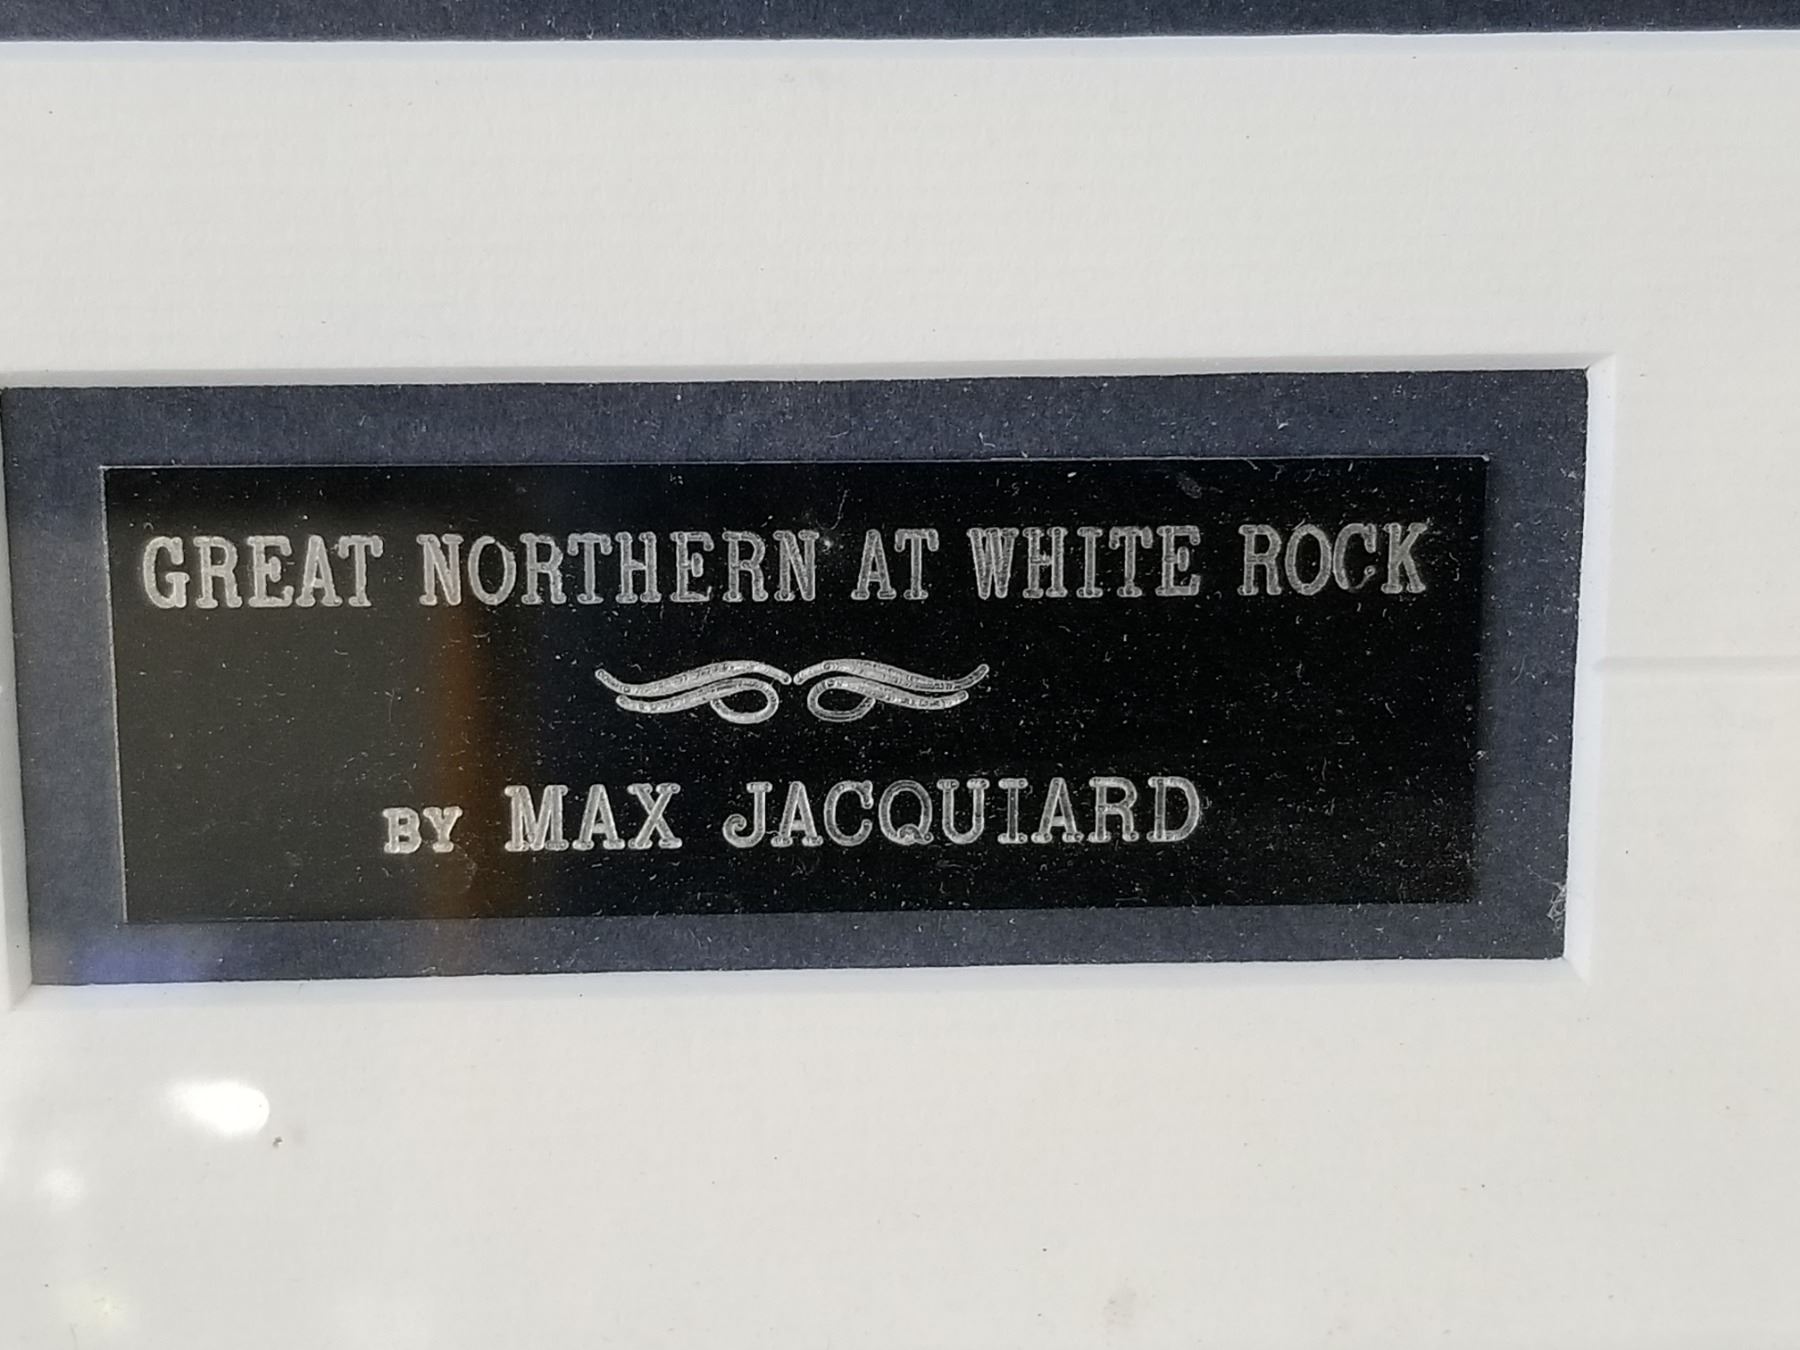 GREAT NORTHERN AT WHITE ROCK
BY MAX JACQUIARD